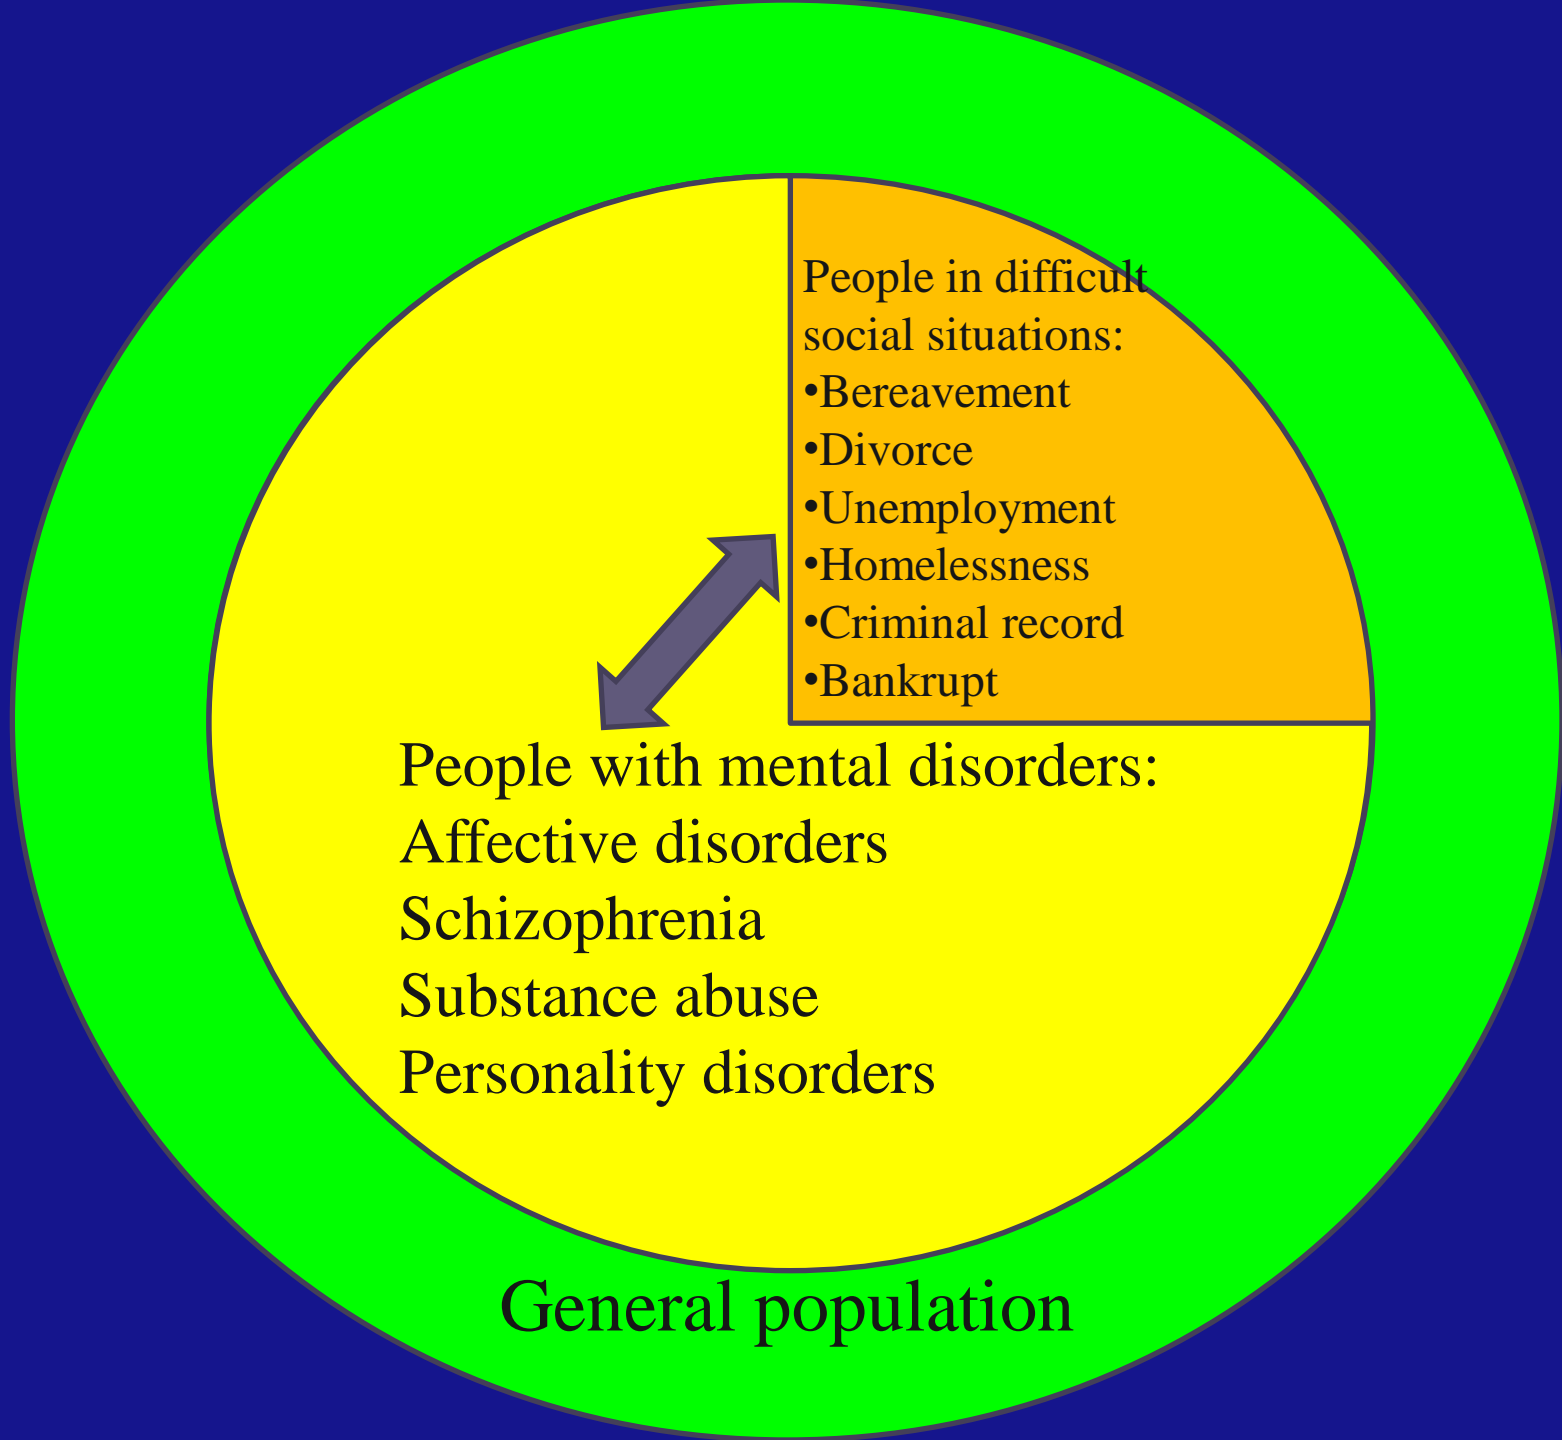 People in difficult
social situations:
•Bereavement
•Divorce
•Unemployment
•Homelessness
•Criminal record
•Bankrupt
People with mental disorders:
Affective disorders
Schizophrenia
Substance abuse
Personality disorders
General population